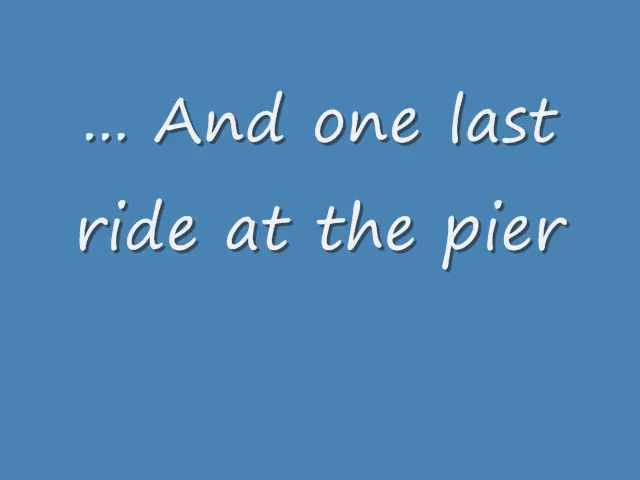 ... And one last
ride at the pier